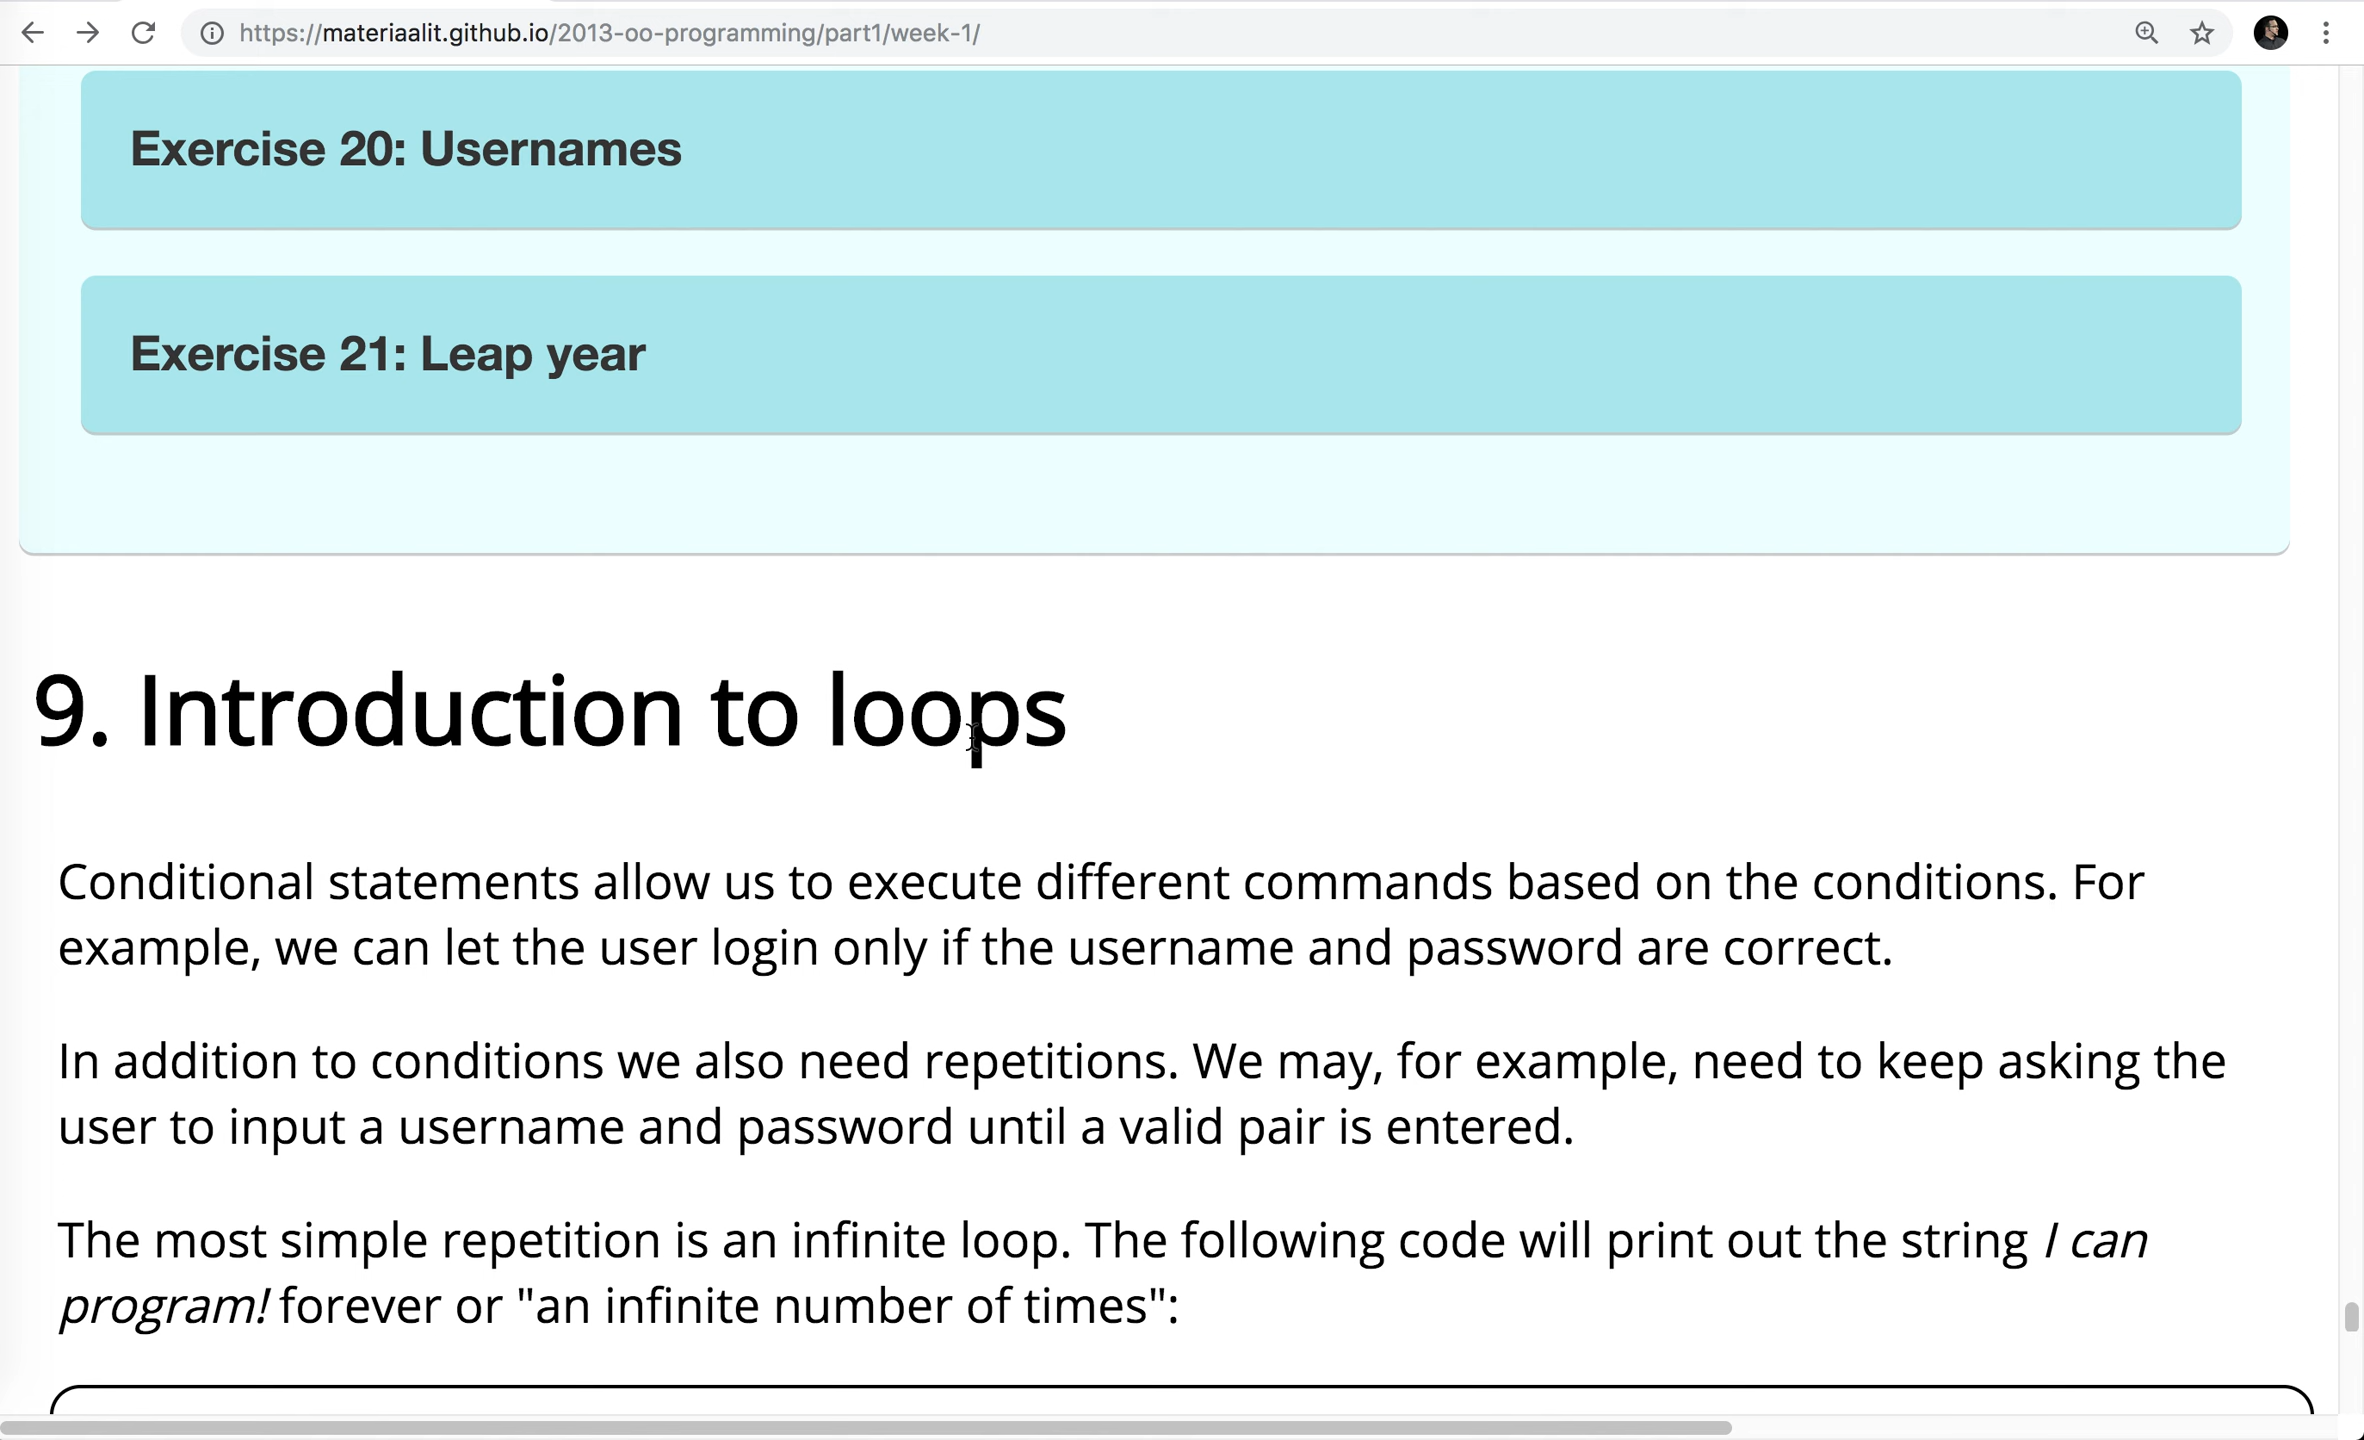 https://materiaalit.github.io/2013-oo-programming/part1/week-1/
Exercise 20: Usernames
Exercise 21: Leap year
9. Introduction to loops
Conditional statements allow us to execute different commands based on the conditions. For
example, we can let the user login only if the username and password are correct.
In addition to conditions we also need repetitions. We may, for example, need to keep asking the
user to input a username and password until a valid pair is entered.
The most simple repetition is an infinite loop. The following code will print out the string I can
program! forever or "an infinite number of times":